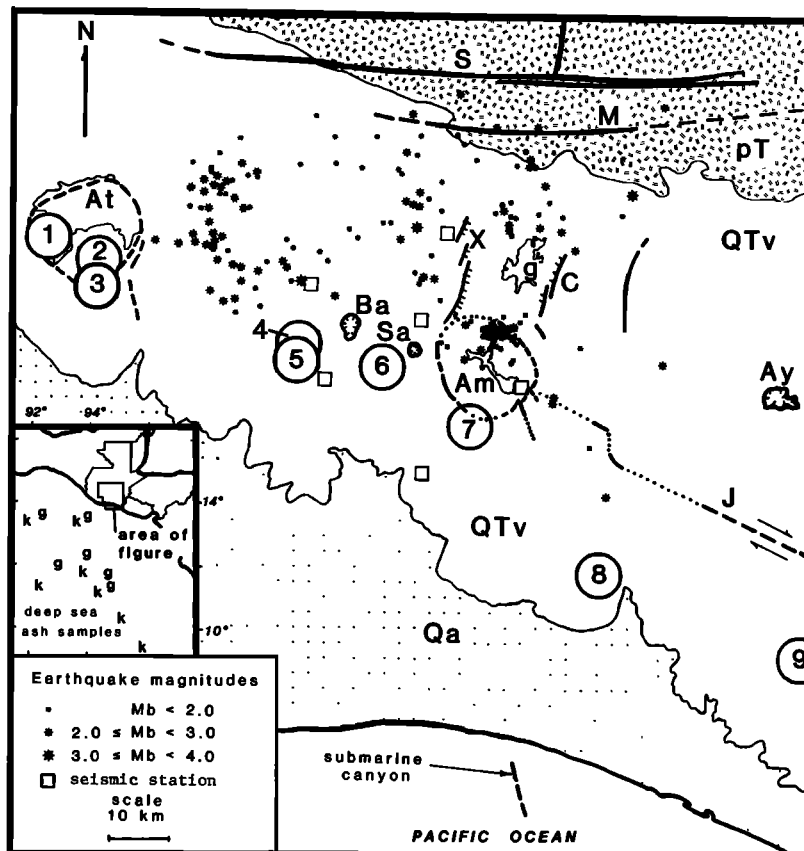 N
S
M
pT
At
1
2
3
X
g
C
QTv
Ba
4
Sa
5
6
Am
Ay
7
92° 94°
14°
k g k g
area of
figure
g
k k g
k g
deep sea
ash samples
k
10°
k
J
QTv
8
Qa
9
Earthquake magnitudes
Mb < 2.0
2.0 ≤ Mb < 3.0
3.0 ≤ Mb < 4.0
seismic station
scale
10 km
submarine
canyon
PACIFIC OCEAN